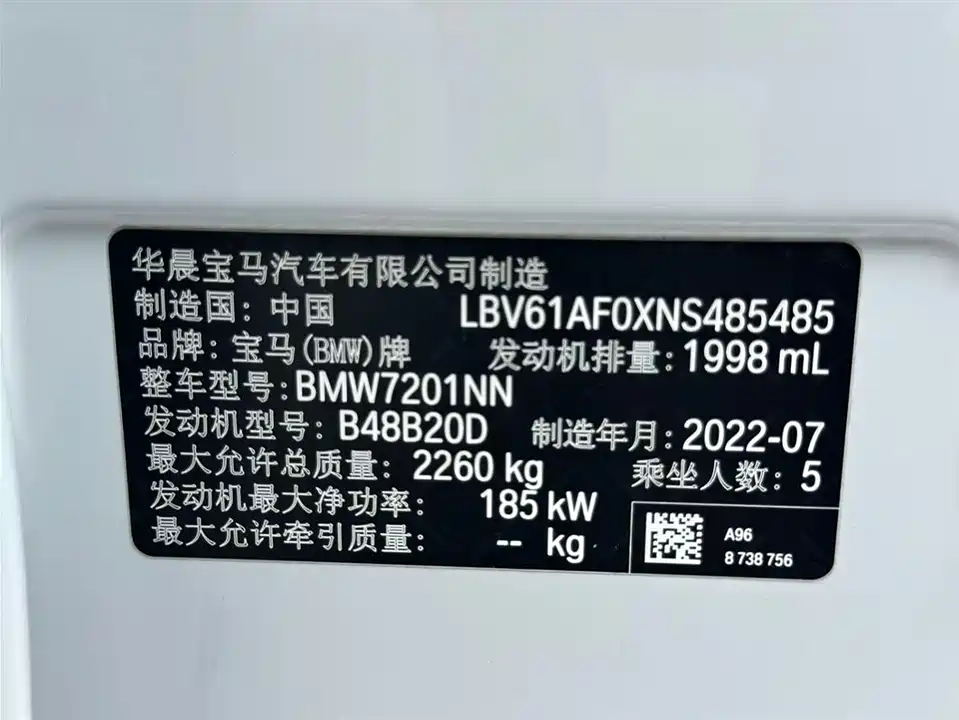 华晨宝马汽车有限公司制造
制造国：中国 LBV61AF0XNS485485
品牌：宝马(BMW)牌 发动机排量：1998 mL
整车型号：BMW7201NN
发动机型号：B48B20D 制造年月：2022-07
最大允许总质量：2260 kg 乘坐人数：5
发动机最大净功率：185 kW
最大允许牵引质量：-- kg
A96
8 738 756